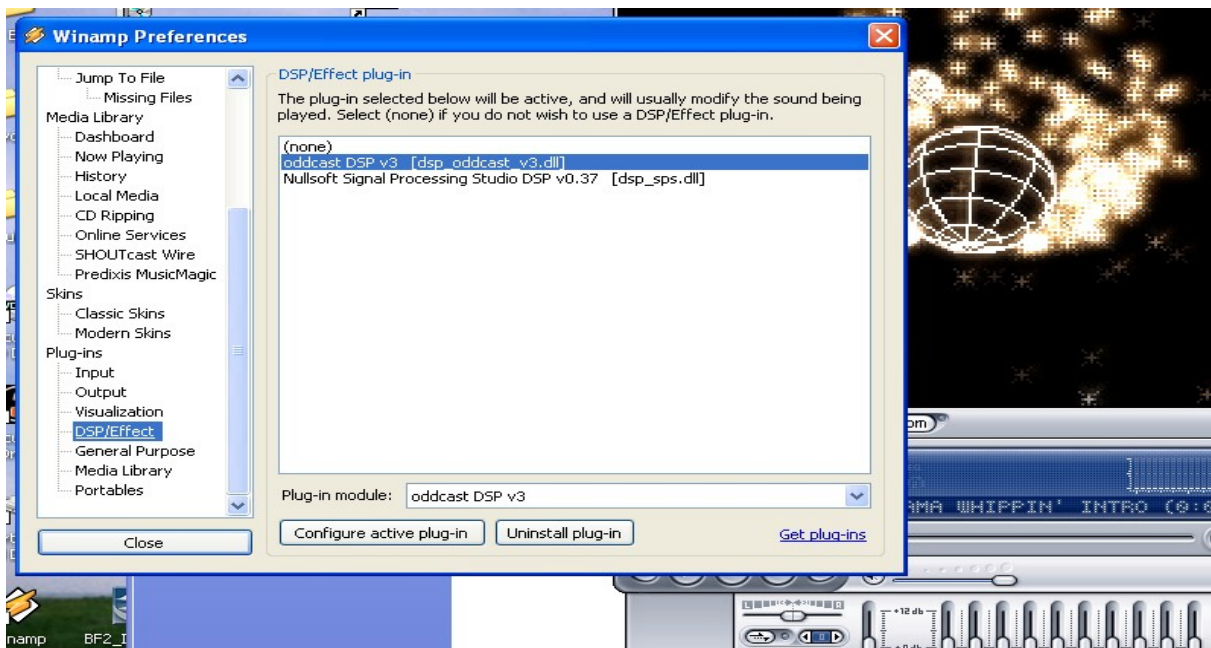 Winamp Preferences
Jump To File
Missing Files
Media Library
Dashboard
Now Playing
History
Local Media
CD Ripping
Online Services
SHOUTcast Wire
Predixis MusicMagic
Skins
Classic Skins
Modern Skins
Plug-ins
Input
Output
Visualization
DSP/Effect
General Purpose
Media Library
Portables
Close
DSP/Effect plug-in
The plug-in selected below will be active, and will usually modify the sound being
played. Select (none) if you do not wish to use a DSP/Effect plug-in.
(none)
oddcast DSP v3 [dsp_oddcast_v3.dll]
Nullsoft Signal Processing Studio DSP v0.37 [dsp_sps.dll]
Plug-in module: oddcast DSP v3
Configure active plug-in Uninstall plug-in Get plug-ins
WHIPPIN' INTRO
L R
+12 db
BF2_I